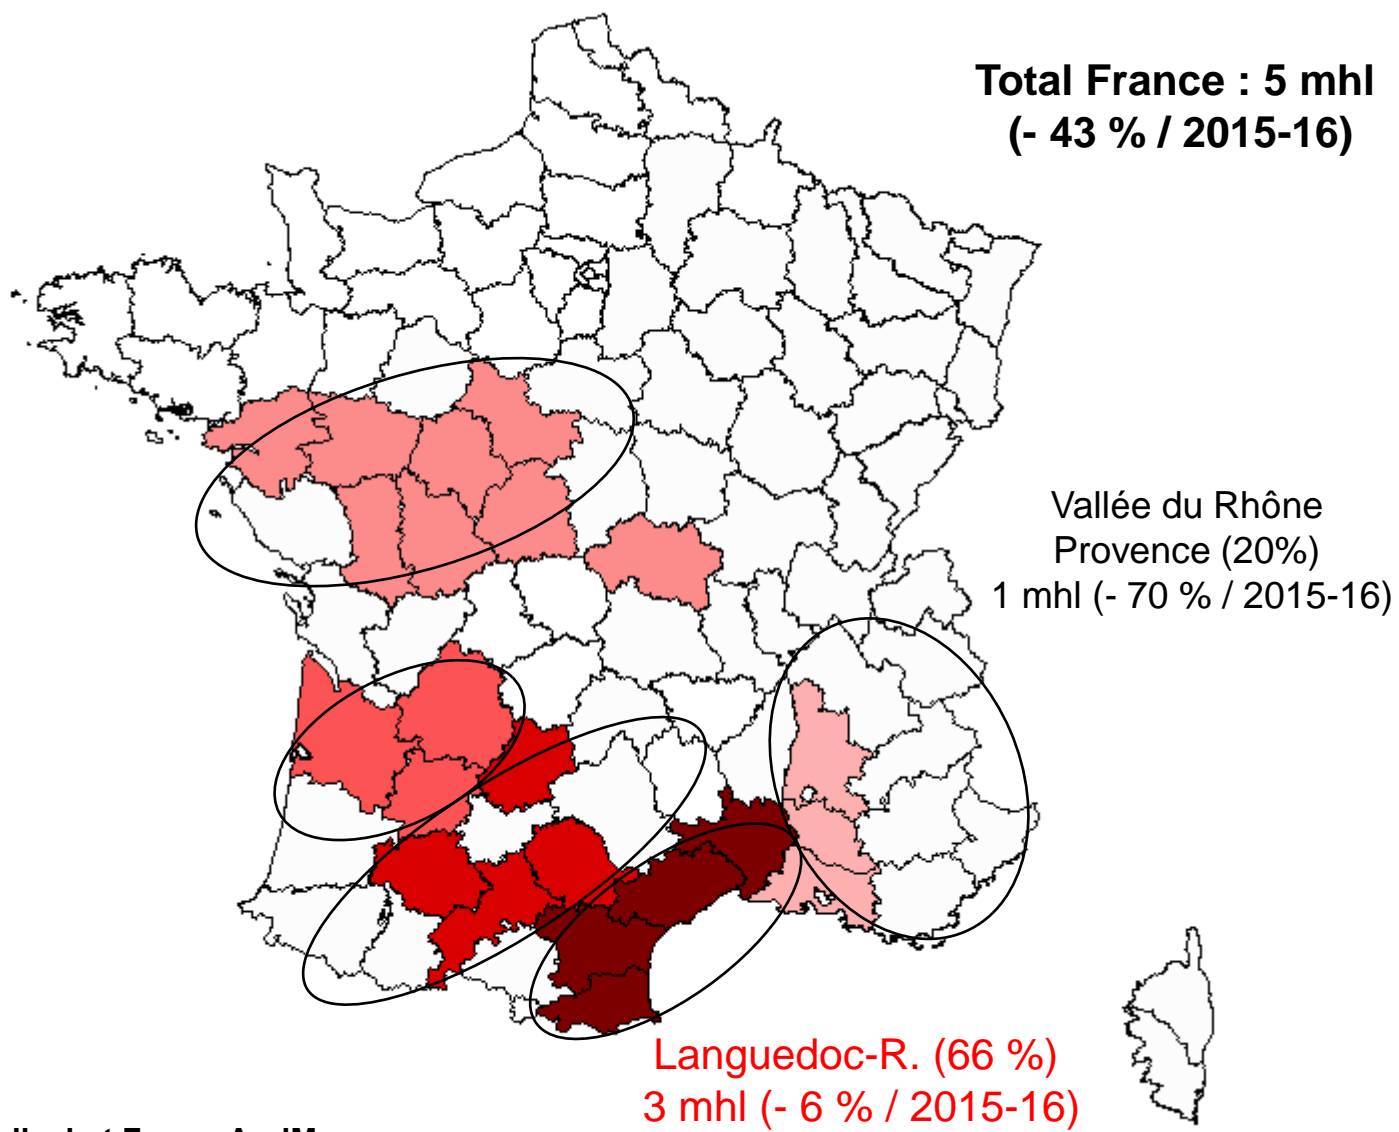 Total France : 5 mhl
(- 43 % / 2015-16)
Vallée du Rhône
Provence (20%)
1 mhl (- 70 % / 2015-16)
Languedoc-R. (66 %)
3 mhl (- 6 % / 2015-16)